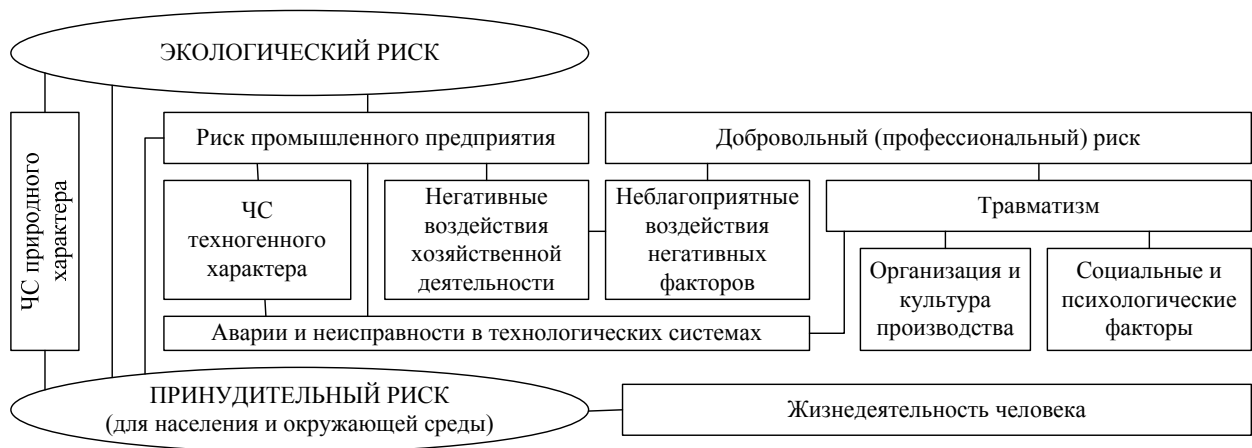 ЭКОЛОГИЧЕСКИЙ РИСК
ЧС природного
характера
Риск промышленного предприятия
Добровольный (профессиональный) риск
ЧС
техногенного
характера
Негативные
воздействия
хозяйственной
деятельности
Неблагоприятные
воздействия
негативных
факторов
Травматизм
Организация и
культура
производства
Социальные и
психологические
факторы
Аварии и неисправности в технологических системах
ПРИНУДИТЕЛЬНЫЙ РИСК
(для населения и окружающей среды)
Жизнедеятельность человека